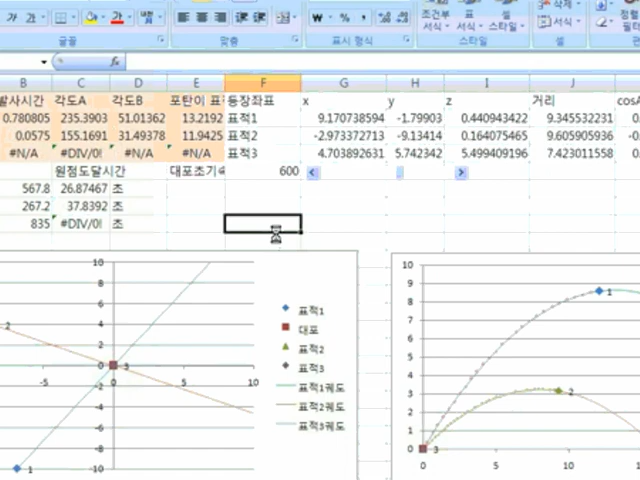 가 가 가 가
조건부 표 셀
서식 서식 스타일
삭제
서식
정렬
필터
글꼴 맞춤 표시 형식 스타일 셀
fx
B C D E F G H I J
발사시간 각도A 각도B 포탄이 표 등장좌표 x y z 거리 cosA
0.780805 235.3903 51.01362 13.2192 표적1 9.170738594 -1.79903 0.440943422 9.345532231
0.0575 155.1691 31.49378 11.9425 표적2 -2.973372713 -9.13414 0.164075465 9.605905936
#N/A #DIV/0! #N/A #N/A 표적3 4.703892631 5.742342 5.499409196 7.423011558
원점도달시간 대포초기속 600
567.8 26.87467 초
267.2 37.8392 초
835 #DIV/0! 초
10
8
6
4
2
0
-2
-4
-6
-8
-10
-5 0 5 10
1
2
3
표적1
대포
표적2
표적3
표적1궤도
표적2궤도
표적3궤도
10
9
8
7
6
5
4
3
2
1
0
0 5 10
1
2
3